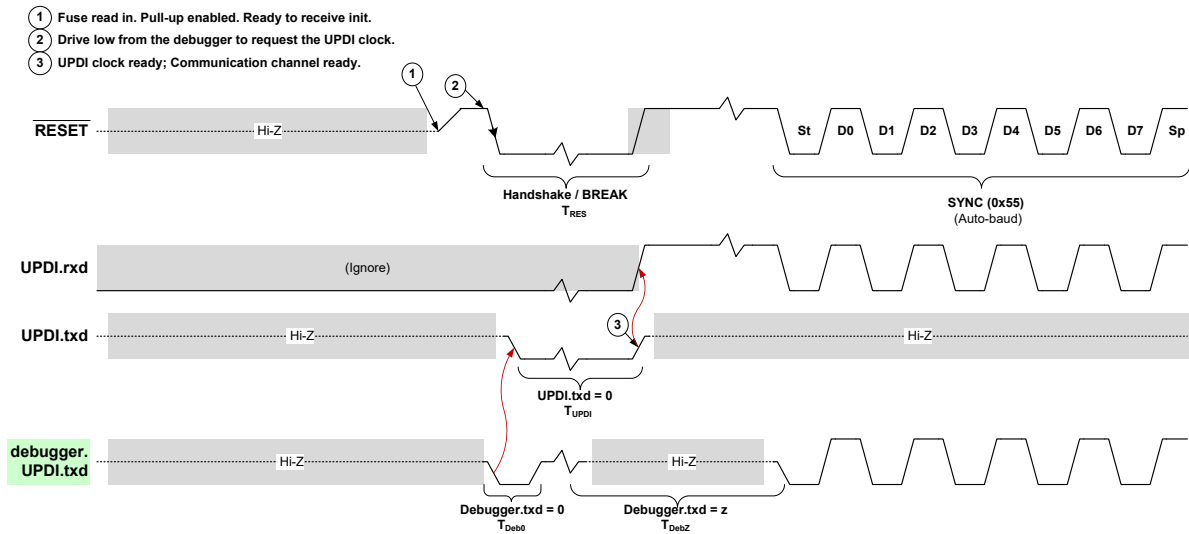 1 Fuse read in. Pull-up enabled. Ready to receive init.
2 Drive low from the debugger to request the UPDI clock.
3 UPDI clock ready; Communication channel ready.
1
2
RESET
Hi-Z
St D0 D1 D2 D3 D4 D5 D6 D7 Sp
Handshake / BREAK
TRES
SYNC (0x55)
(Auto-baud)
UPDI.rxd
(Ignore)
UPDI.txd
Hi-Z
3
Hi-Z
UPDI.txd = 0
TUPDI
debugger.
UPDI.txd
Hi-Z
Hi-Z
Debugger.txd = 0
TDeb0
Debugger.txd = z
TDebZ